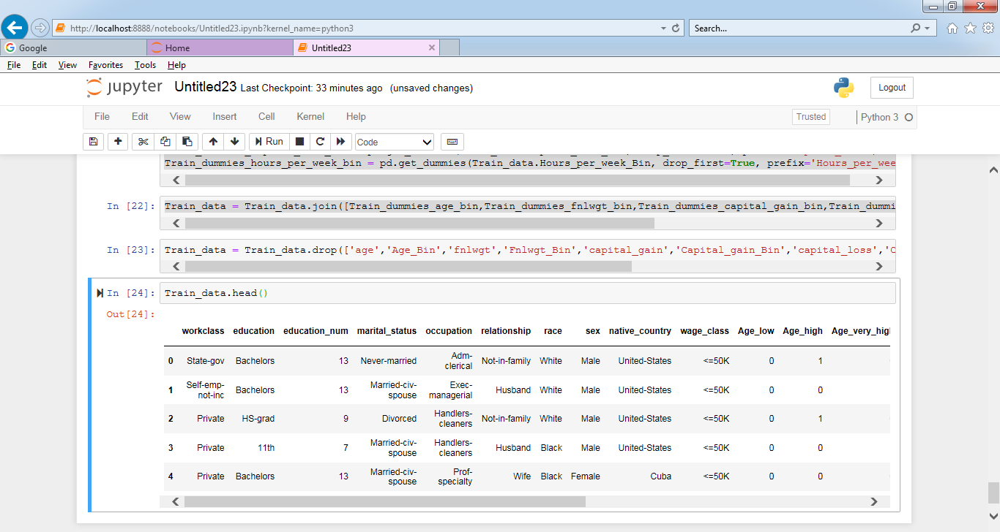 http://localhost:8888/notebooks/Untitled23.ipynb?kernel_name=python3
Search...
Google
Home
Untitled23
File Edit View Favorites Tools Help
jupyter Untitled23 Last Checkpoint: 33 minutes ago (unsaved changes)
Logout
File Edit View Insert Cell Kernel Help
Trusted
Python 3
Run
Code
Train_dummies_hours_per_week_bin = pd.get_dummies(Train_data.Hours_per_week_Bin, drop_first=True, prefix='Hours_per_wee
In [22]: Train_data = Train_data.join([Train_dummies_age_bin,Train_dummies_fnlwgt_bin,Train_dummies_capital_gain_bin,Train_dummi
In [23]: Train_data = Train_data.drop(['age','Age_Bin','fnlwgt','Fnlwgt_Bin','capital_gain','Capital_gain_Bin','capital_loss','C
In [24]: Train_data.head()
Out[24]:
workclass education education_num marital_status occupation relationship race sex native_country wage_class Age_low Age_high Age_very_hig
0 State-gov Bachelors 13 Never-married Adm-clerical Not-in-family White Male United-States <=50K 0 1
1 Self-emp-not-inc Bachelors 13 Married-civ-spouse Exec-managerial Husband White Male United-States <=50K 0 0
2 Private HS-grad 9 Divorced Handlers-cleaners Not-in-family White Male United-States <=50K 0 1
3 Private 11th 7 Married-civ-spouse Handlers-cleaners Husband Black Male United-States <=50K 0 0
4 Private Bachelors 13 Married-civ-spouse Prof-specialty Wife Black Female Cuba <=50K 0 0